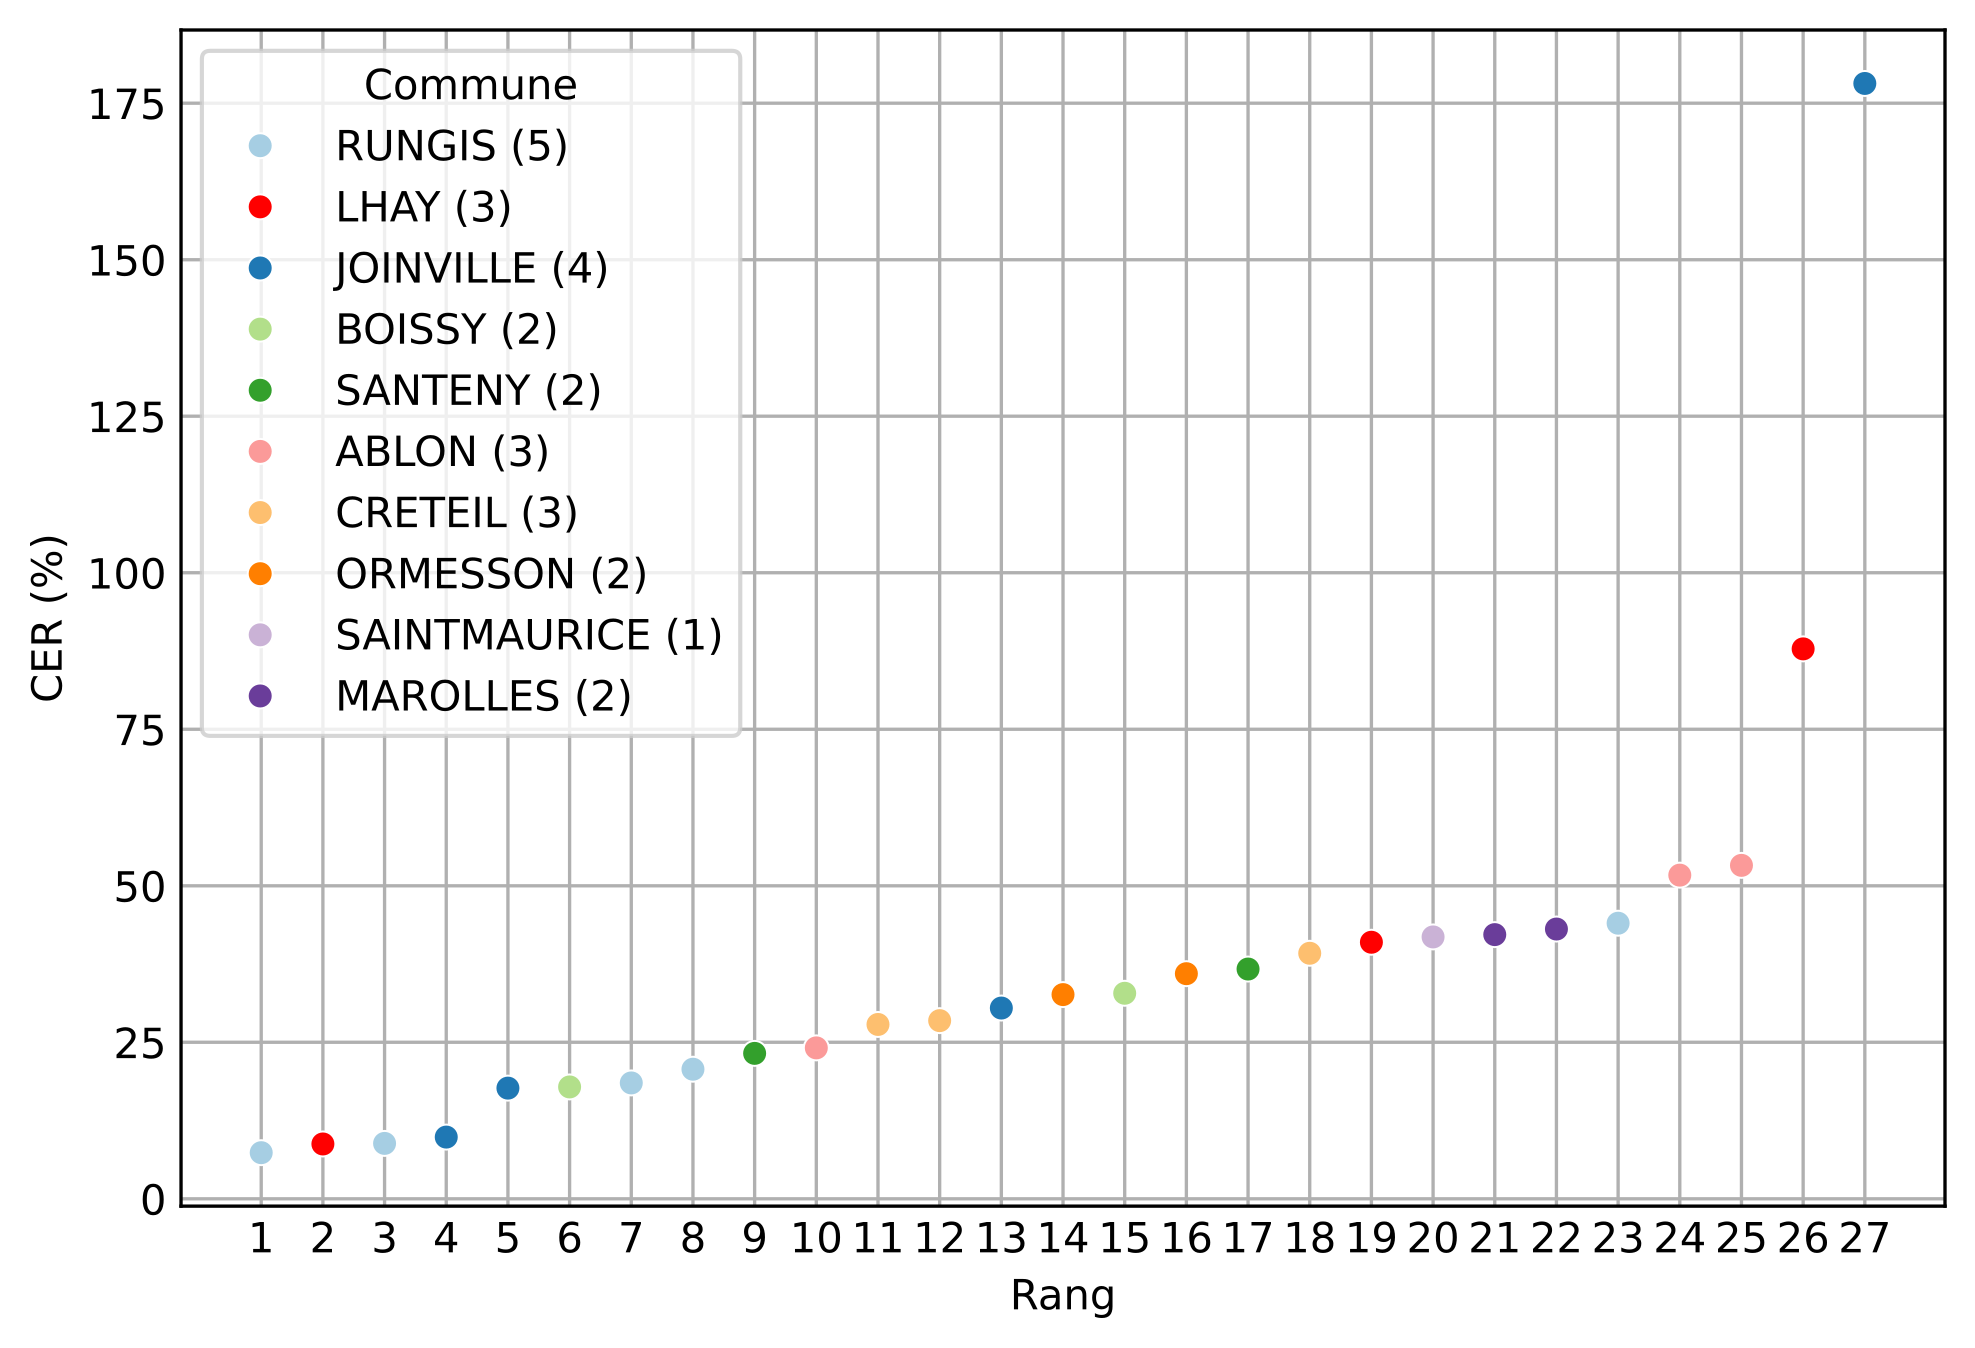 Commune
RUNGIS (5)
LHAY (3)
JOINVILLE (4)
BOISSY (2)
SANTENY (2)
ABLON (3)
CRETEIL (3)
ORMESSON (2)
SAINTMAURICE (1)
MAROLLES (2)
CER (%)
175
150
125
100
75
50
25
0
1 2 3 4 5 6 7 8 9 10 11 12 13 14 15 16 17 18 19 20 21 22 23 24 25 26 27
Rang